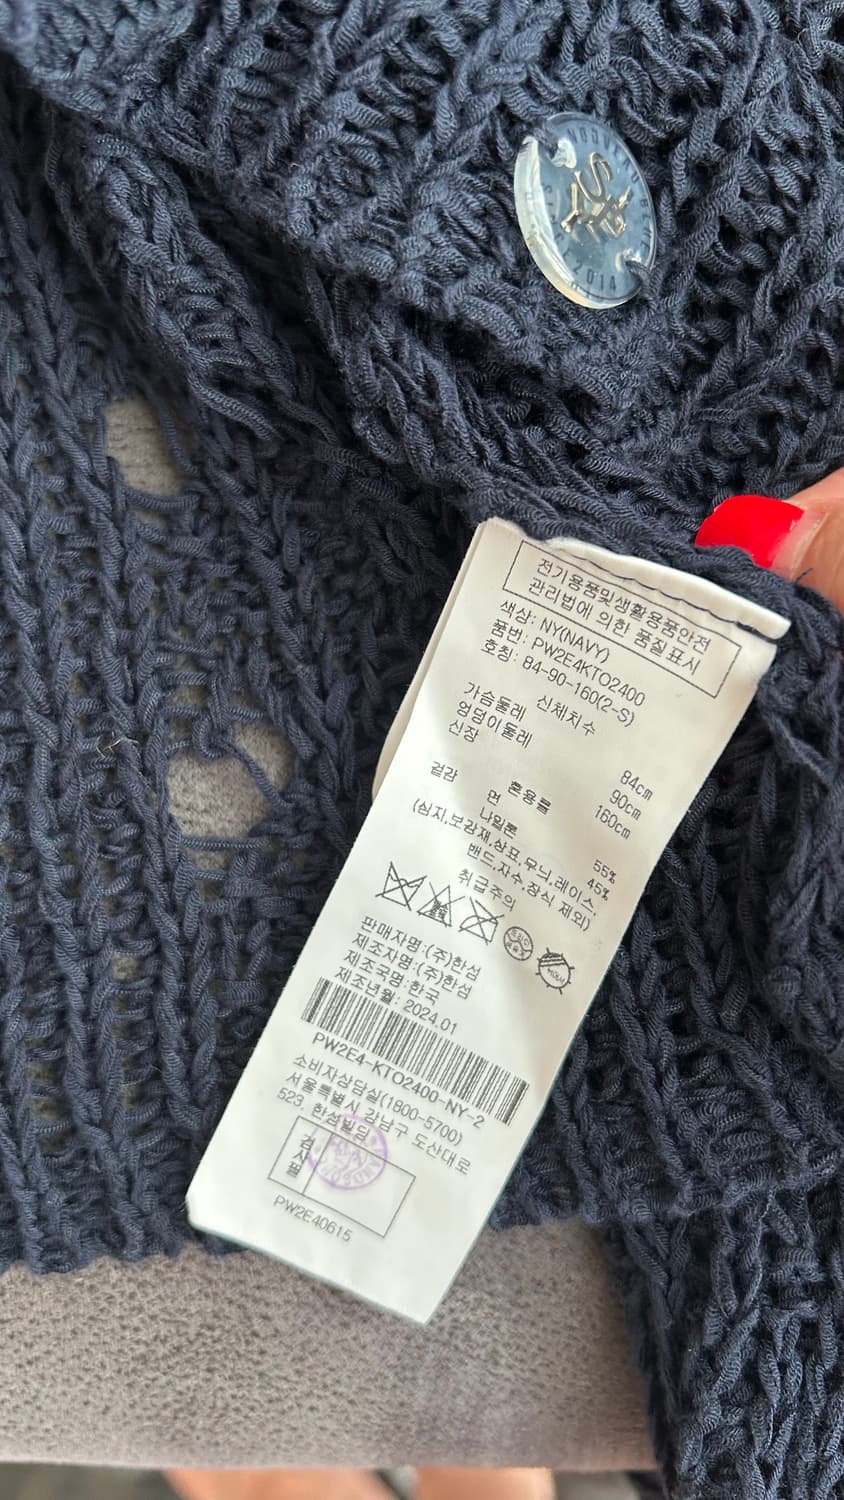 SINCE 2014
전기용품및생활용품안전
관리법에 의한 품질표시
색상: NY(NAVY)
품번: PW2E4KTO2400
호칭: 84-90-160(2-S)
신체치수
가슴둘레 84cm
엉덩이둘레 90cm
신장 160cm
혼용률
겉감 면 55%
나일론 45%
(심지,보강재,상표,무늬,레이스,
밴드,자수,장식 제외)
취급주의
판매자명:(주)한섬
제조자명:(주)한섬
제조국명:한국
제조년월: 2024.01
PW2E4-KTO2400-NY-2
소비자상담실(1800-5700)
서울특별시 강남구 도산대로
523, 한섬빌딩
검사필
PW2E40615